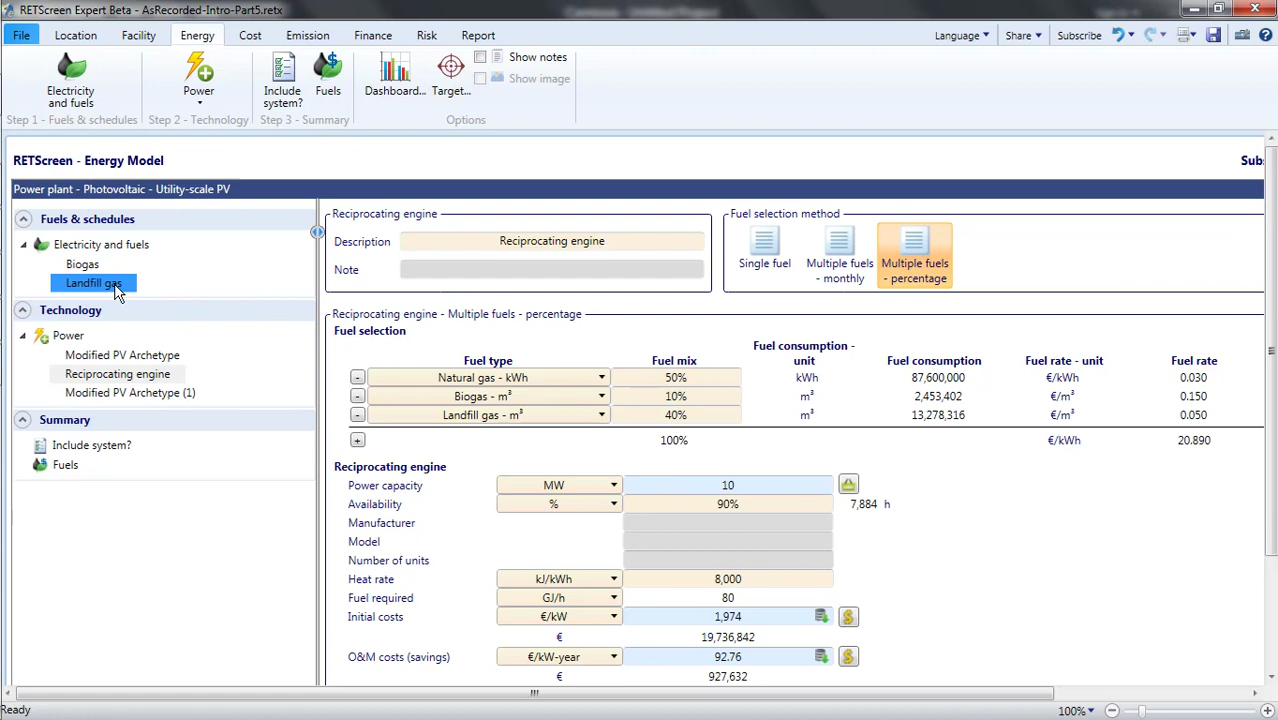 RETScreen Expert Beta - AsRecorded-Intro-Part5.retx
File Location Facility Energy Cost Emission Finance Risk Report Language Share Subscribe
Electricity and fuels Power Include system? Fuels Dashboard... Target... Show notes Show image
Step 1 - Fuels & schedules Step 2 - Technology Step 3 - Summary Options
RETScreen - Energy Model
Subs
Power plant - Photovoltaic - Utility-scale PV
Fuels & schedules
Electricity and fuels
Biogas
Landfill gas
Technology
Power
Modified PV Archetype
Reciprocating engine
Modified PV Archetype (1)
Summary
Include system?
Fuels
Reciprocating engine
Description Reciprocating engine
Note
Fuel selection method
Single fuel
Multiple fuels - monthly
Multiple fuels - percentage
Reciprocating engine - Multiple fuels - percentage
Fuel selection
Fuel type Fuel mix Fuel consumption - unit Fuel consumption Fuel rate - unit Fuel rate
- Natural gas - kWh 50% kWh 87,600,000 €/kWh 0.030
- Biogas - m³ 10% m³ 2,453,402 €/m³ 0.150
- Landfill gas - m³ 40% m³ 13,278,316 €/m³ 0.050
+ 100% €/kWh 20.890
Reciprocating engine
Power capacity MW 10
Availability % 90% 7,884 h
Manufacturer
Model
Number of units
Heat rate kJ/kWh 8,000
Fuel required GJ/h 80
Initial costs €/kW 1,974 $
€ 19,736,842
O&M costs (savings) €/kW-year 92.76 $
€ 927,632
Ready
100%